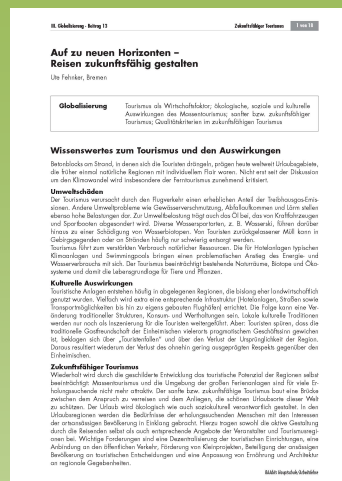 III. Globalisierung · Beitrag 12
Zukunftsfähiger Tourismus
1 von 18
Auf zu neuen Horizonten –
Reisen zukunftsfähig gestalten
Ute Fehnker, Bremen
Globalisierung
Tourismus als Wirtschaftsfaktor; ökologische, soziale und kulturelle
Auswirkungen des Massentourismus; sanfter bzw. zukunftsfähiger
Tourismus; Qualitätskriterien im zukunftsfähigen Tourismus
Wissenswertes zum Tourismus und den Auswirkungen
Betonblocks am Strand, in denen sich die Touristen drängeln, prägen heute weltweit Urlaubsgebiete,
die früher einmal natürliche Regionen mit individuellem Flair waren. Nicht erst seit der Diskussion
um den Klimawandel wird insbesondere der Ferntourismus zunehmend kritisiert.
Umweltschäden
Der Tourismus verursacht durch den Flugverkehr einen erheblichen Anteil der Treibhausgas-Emis-
sionen. Andere Umweltprobleme wie Gewässerverschmutzung, Abfallaufkommen und Lärm stellen
ebenso hohe Belastungen dar. Zur Umweltbelastung trägt auch das Öl bei, das von Kraftfahrzeugen
und Sportbooten abgesondert wird. Diverse Wassersportarten, z. B. Wasserski, führen darüber
hinaus zu einer Schädigung von Wasserbiotopen. Von Touristen zurückgelassener Müll kann in
Gebirgsgegenden oder an Stränden häufig nur schwierig entsorgt werden.
Tourismus führt zum verstärkten Verbrauch natürlicher Ressourcen. Die für Hotelanlagen typischen
Klimaanlagen und Swimmingpools bringen einen problematischen Anstieg des Energie- und
Wasserverbrauchs mit sich. Der Tourismus beeinträchtigt bestehende Naturräume, Biotope und Öko-
systeme und damit die Lebensgrundlage für Tiere und Pflanzen.
Kulturelle Auswirkungen
Touristische Anlagen entstehen häufig in abgelegenen Regionen, die bislang eher landwirtschaftlich
genutzt wurden. Vielfach wird extra eine entsprechende Infrastruktur (Hotelanlagen, Straßen sowie
Transportmöglichkeiten bis hin zu eigens gebauten Flughäfen) errichtet. Die Folge kann eine Ver-
änderung traditioneller Strukturen, Konsum- und Werthaltungen sein. Lokale kulturelle Traditionen
werden nur noch als Inszenierung für die Touristen weitergeführt. Aber: Touristen spüren, dass die
traditionelle Gastfreundschaft der Einheimischen vielerorts pragmatischem Geschäftssinn gewichen
ist, beklagen sich über „Touristenfallen“ und über den Verlust der Ursprünglichkeit der Region.
Daraus resultiert wiederum der Verlust des ohnehin gering ausgeprägten Respekts gegenüber den
Einheimischen.
Zukunftsfähiger Tourismus
Wiederholt wird durch die geschilderte Entwicklung das touristische Potenzial der Regionen selbst
beeinträchtigt: Massentourismus und die Umgebung der großen Ferienanlagen sind für viele Er-
holungsuchende nicht mehr attraktiv. Der sanfte bzw. zukunftsfähige Tourismus baut eine Brücke
zwischen dem Anspruch zu verreisen und dem Anliegen, die schönen Urlaubsorte dieser Welt
zu schützen. Der Urlaub wird ökologisch wie auch soziokulturell verantwortlich gestaltet. In den
Urlaubsregionen werden die Bedürfnisse der erholungsuchenden Menschen mit den Interessen
der ortsansässigen Bevölkerung in Einklang gebracht. Hierzu tragen sowohl die aktive Gestaltung
durch die Reisenden selbst als auch entsprechende Angebote der Veranstalter und Tourismusregi-
onen bei. Wichtige Forderungen sind eine Dezentralisierung der touristischen Einrichtungen, eine
Anbindung an den öffentlichen Verkehr, Förderung von Kleinprojekten, Beteiligung der ansässigen
Bevölkerung an touristischen Entscheidungen und eine Anpassung von Ernährung und Architektur
an regionale Gegebenheiten.
RAAbits Hauptschule/Arbeitslehre